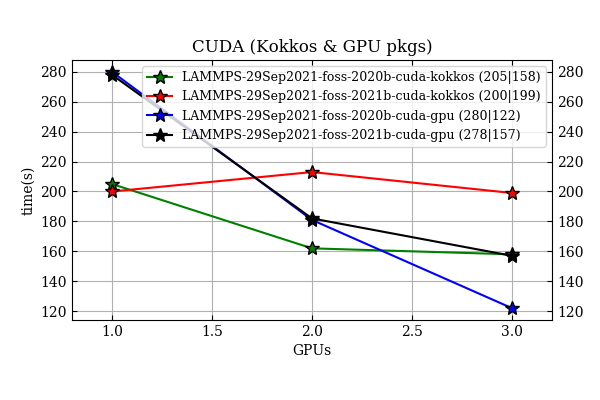 CUDA (Kokkos & GPU pkgs)
LAMMPS-29Sep2021-foss-2020b-cuda-kokkos (205|158)
LAMMPS-29Sep2021-foss-2021b-cuda-kokkos (200|199)
LAMMPS-29Sep2021-foss-2020b-cuda-gpu (280|122)
LAMMPS-29Sep2021-foss-2021b-cuda-gpu (278|157)
280 280
260 260
240 240
220 220
200 200
180 180
160 160
140 140
120 120
time(s)
1.0 1.5 2.0 2.5 3.0
GPUs